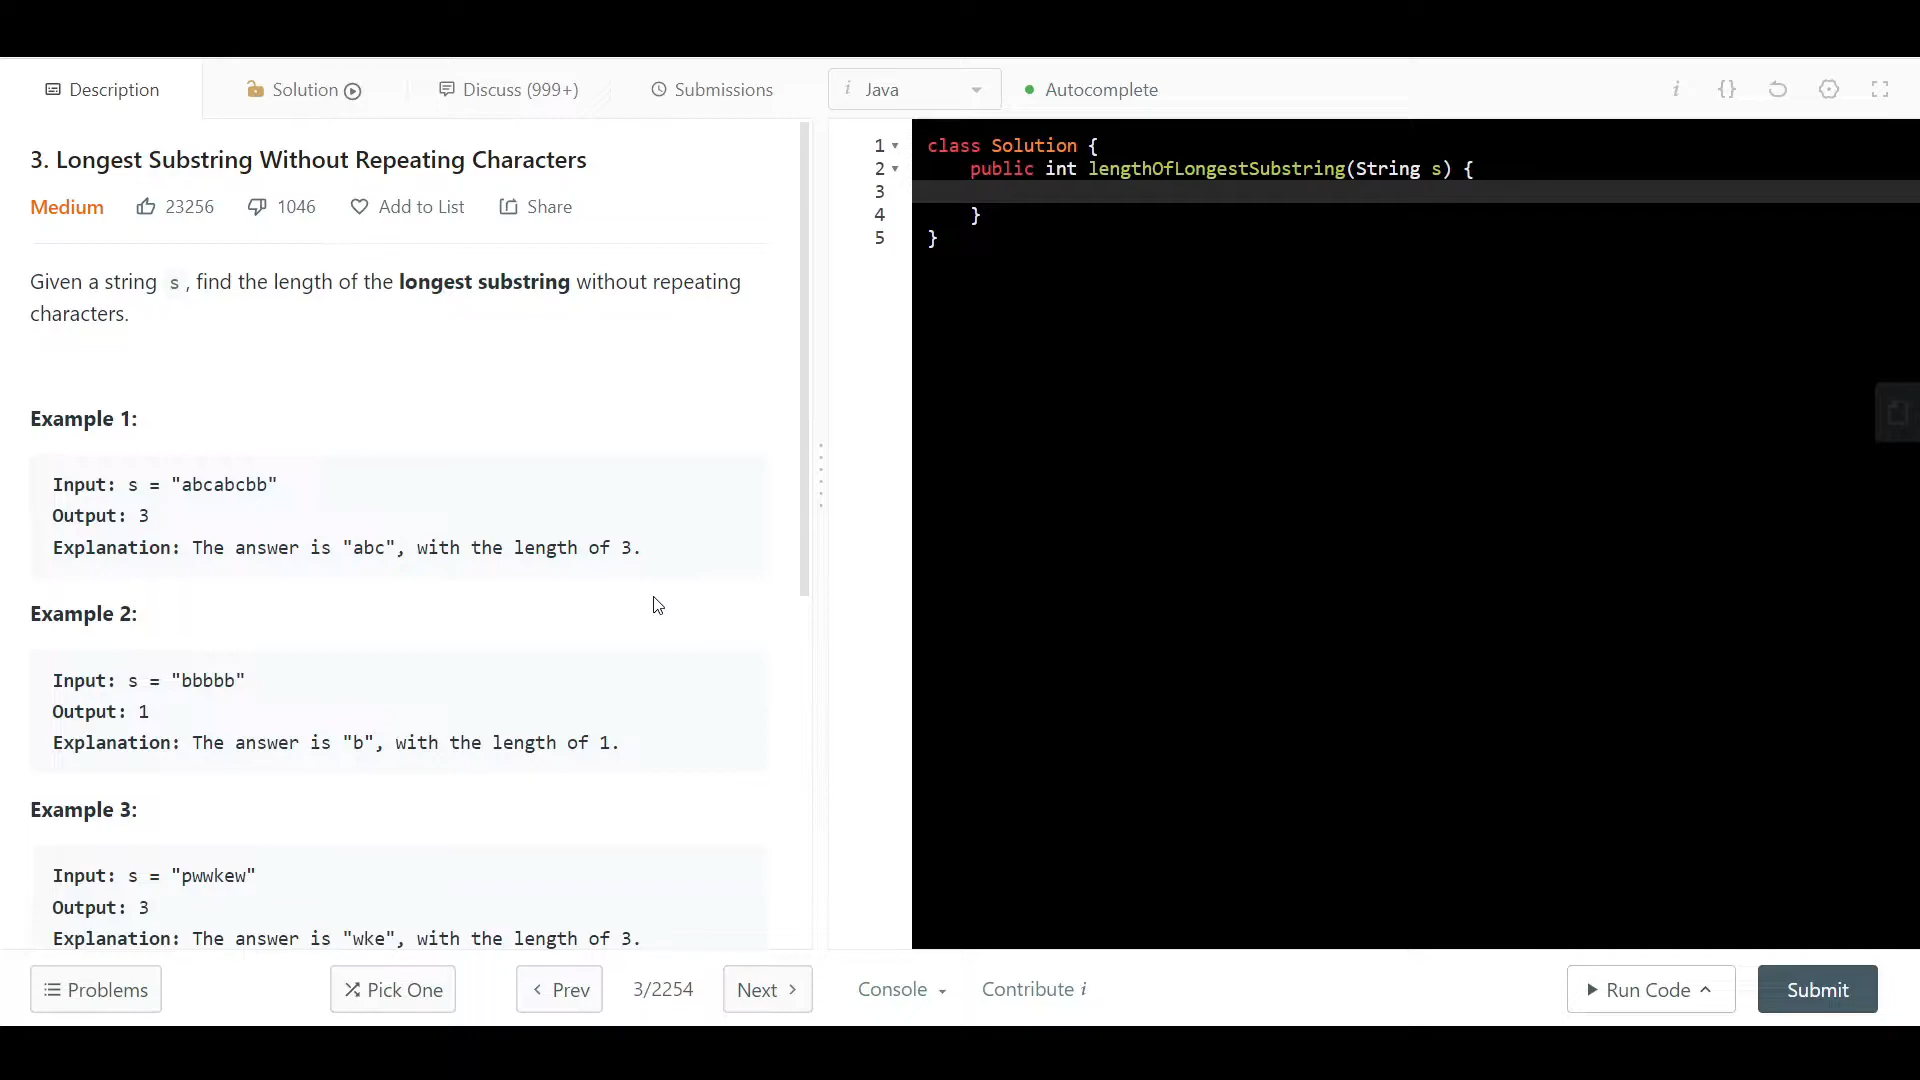 Description
Solution
Discuss (999+)
Submissions
i Java
Autocomplete
i {}
3. Longest Substring Without Repeating Characters
Medium 23256 1046 Add to List Share
Given a string s, find the length of the longest substring without repeating
characters.
Example 1:
Input: s = "abcabcbb"
Output: 3
Explanation: The answer is "abc", with the length of 3.
Example 2:
Input: s = "bbbbb"
Output: 1
Explanation: The answer is "b", with the length of 1.
Example 3:
Input: s = "pwwkew"
Output: 3
Explanation: The answer is "wke", with the length of 3.
1 class Solution {
2 public int lengthOfLongestSubstring(String s) {
3
4 }
5 }
Problems
Pick One
Prev
3/2254
Next
Console
Contribute i
Run Code
Submit